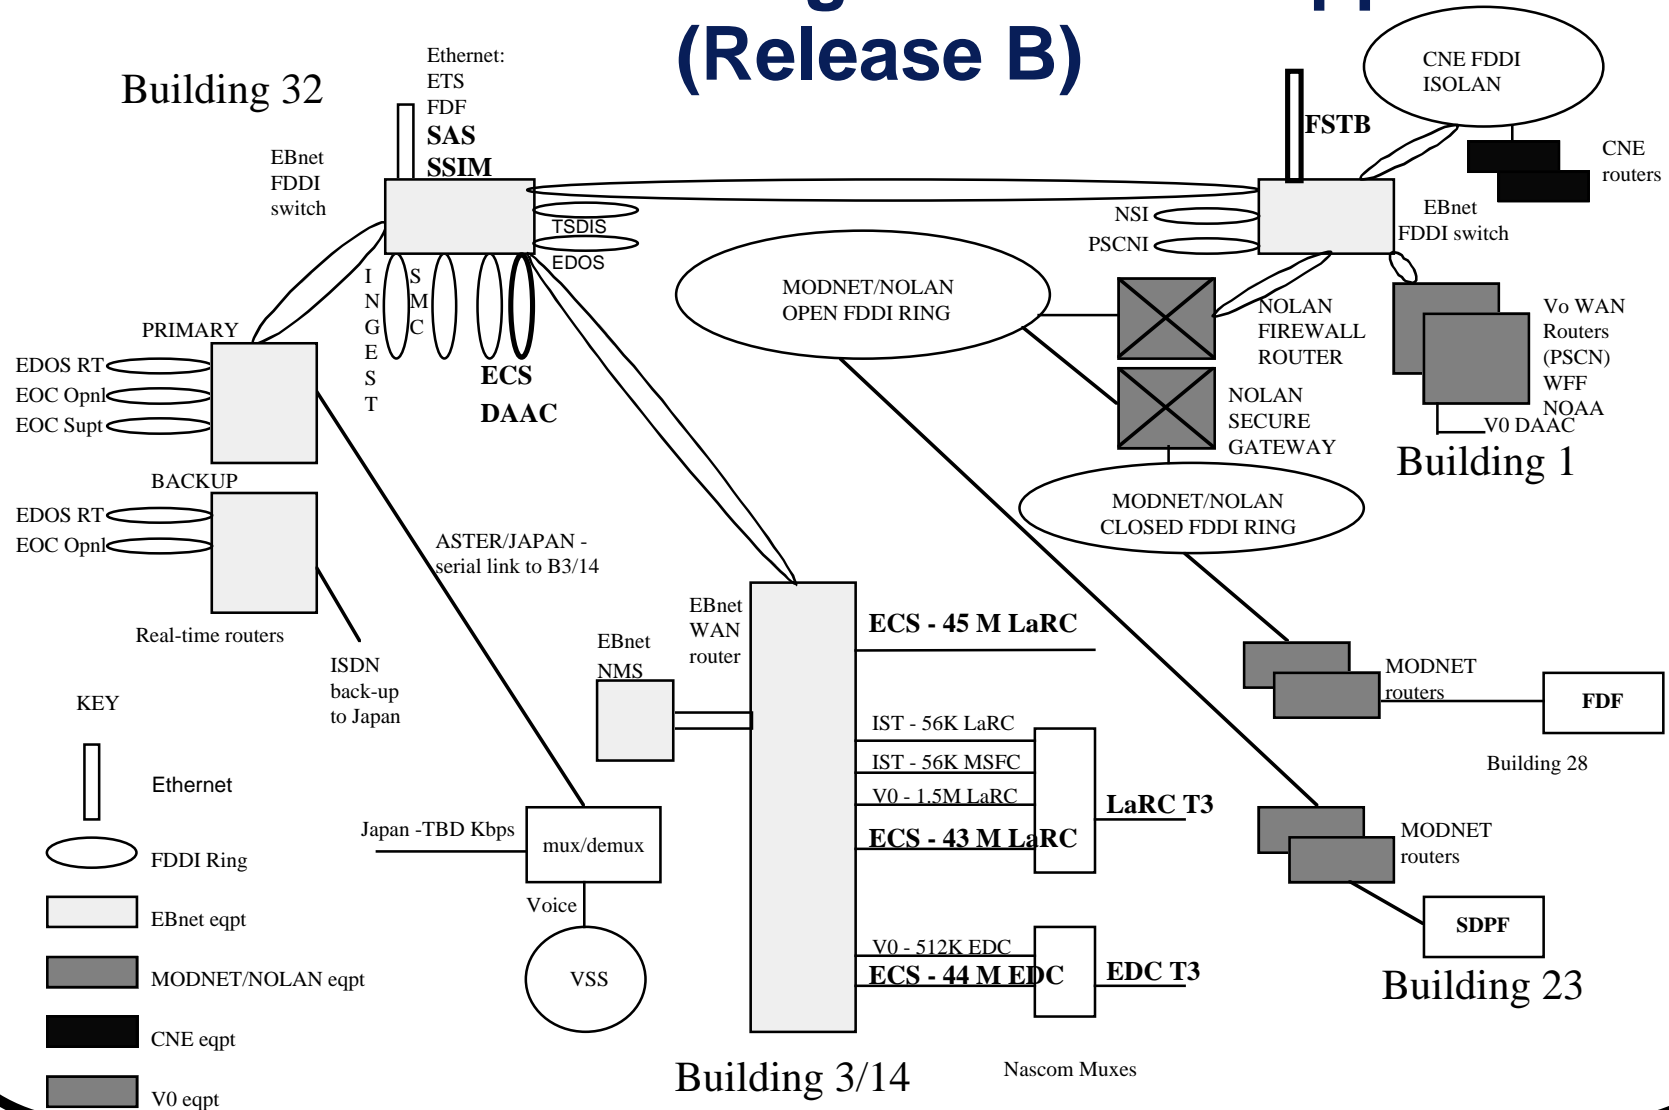 (Release B)
Building 32
Ethernet:
ETS
FDF
SAS
SSIM
EBnet
FDDI
switch
TSDIS
EDOS
INGEST
SMC
ECS
DAAC
PRIMARY
EDOS RT
EOC Opnl
EOC Supt
BACKUP
EDOS RT
EOC Opnl
Real-time routers
ISDN
back-up
to Japan
ASTER/JAPAN -
serial link to B3/14
CNE FDDI
ISOLAN
FSTB
CNE
routers
NSI
PSCNI
EBnet
FDDI switch
MODNET/NOLAN
OPEN FDDI RING
NOLAN
FIREWALL
ROUTER
NOLAN
SECURE
GATEWAY
Vo WAN
Routers
(PSCN)
WFF
NOAA
V0 DAAC
Building 1
MODNET/NOLAN
CLOSED FDDI RING
MODNET
routers
FDF
Building 28
MODNET
routers
SDPF
Building 23
EBnet
WAN
router
EBnet
NMS
ECS - 45 M LaRC
IST - 56K LaRC
IST - 56K MSFC
V0 - 1.5M LaRC
ECS - 43 M LaRC
LaRC T3
V0 - 512K EDC
ECS - 44 M EDC
EDC T3
Nascom Muxes
Building 3/14
Japan -TBD Kbps
mux/demux
Voice
VSS
KEY
Ethernet
FDDI Ring
EBnet eqpt
MODNET/NOLAN eqpt
CNE eqpt
V0 eqpt